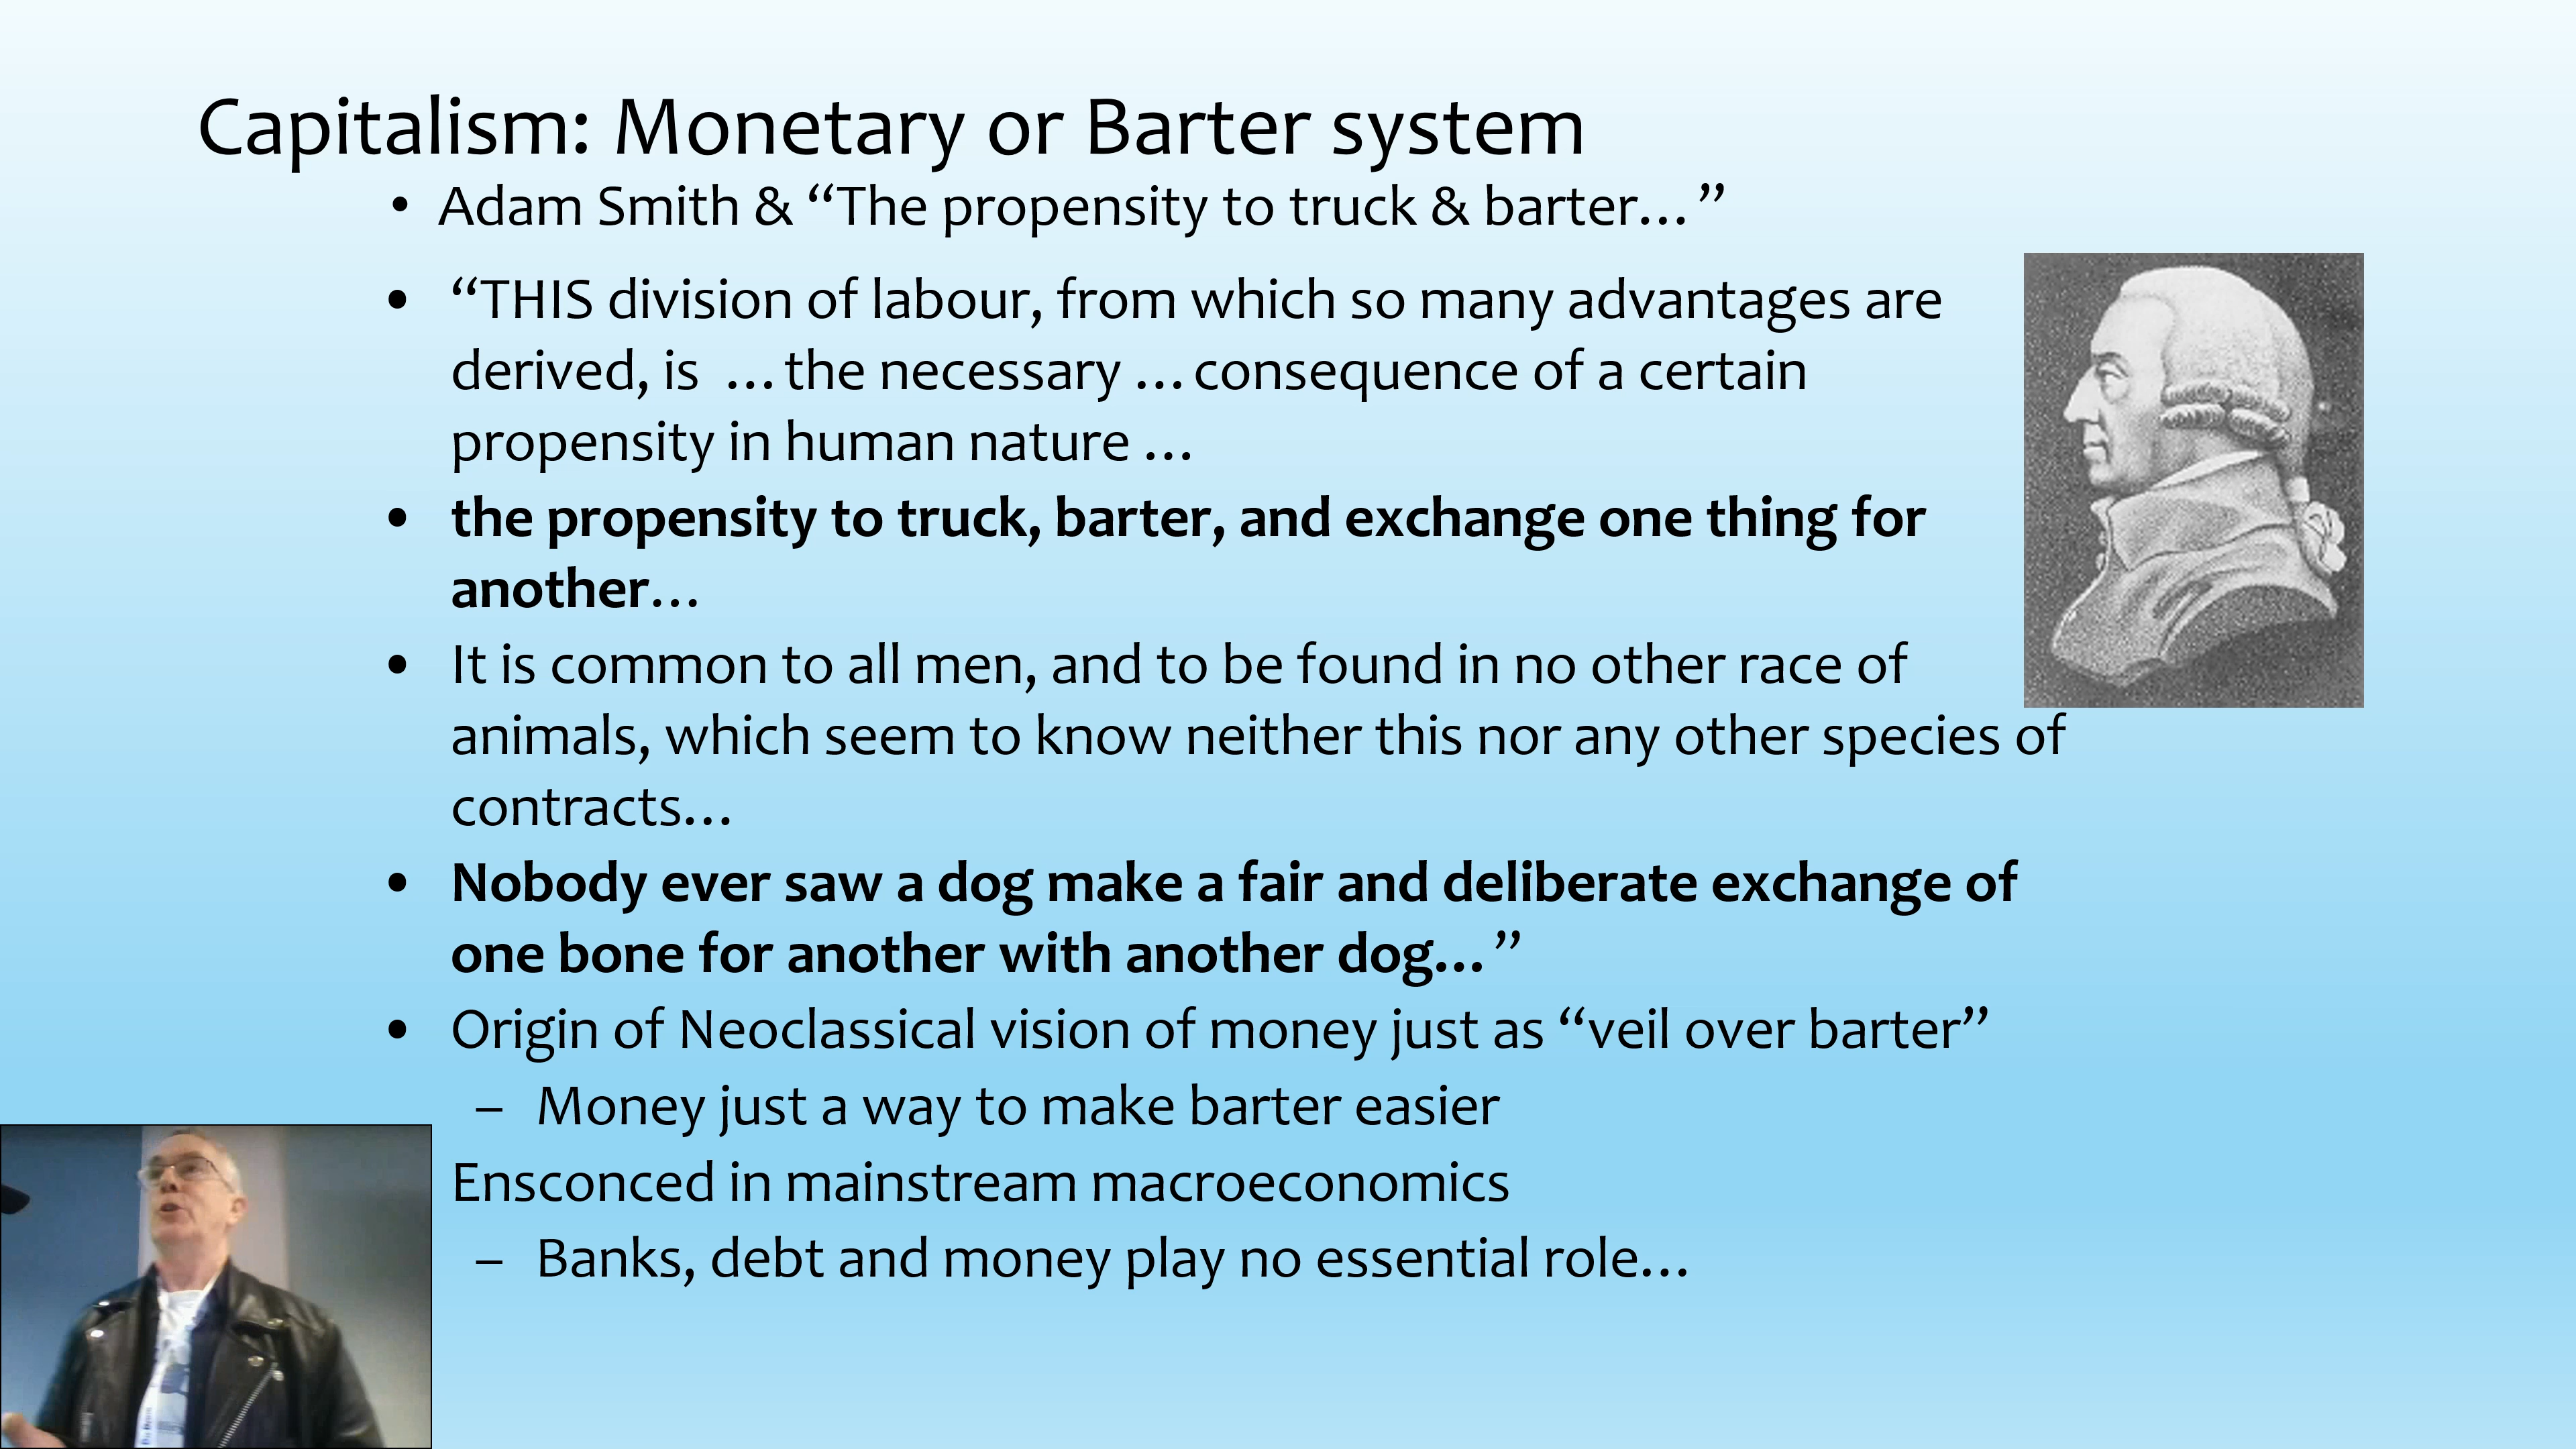 Capitalism: Monetary or Barter system
• Adam Smith & “The propensity to truck & barter…”
• “THIS division of labour, from which so many advantages are
derived, is … the necessary … consequence of a certain
propensity in human nature …
• the propensity to truck, barter, and exchange one thing for
another…
• It is common to all men, and to be found in no other race of
animals, which seem to know neither this nor any other species of
contracts…
• Nobody ever saw a dog make a fair and deliberate exchange of
one bone for another with another dog…”
• Origin of Neoclassical vision of money just as “veil over barter”
– Money just a way to make barter easier
Ensconced in mainstream macroeconomics
– Banks, debt and money play no essential role…